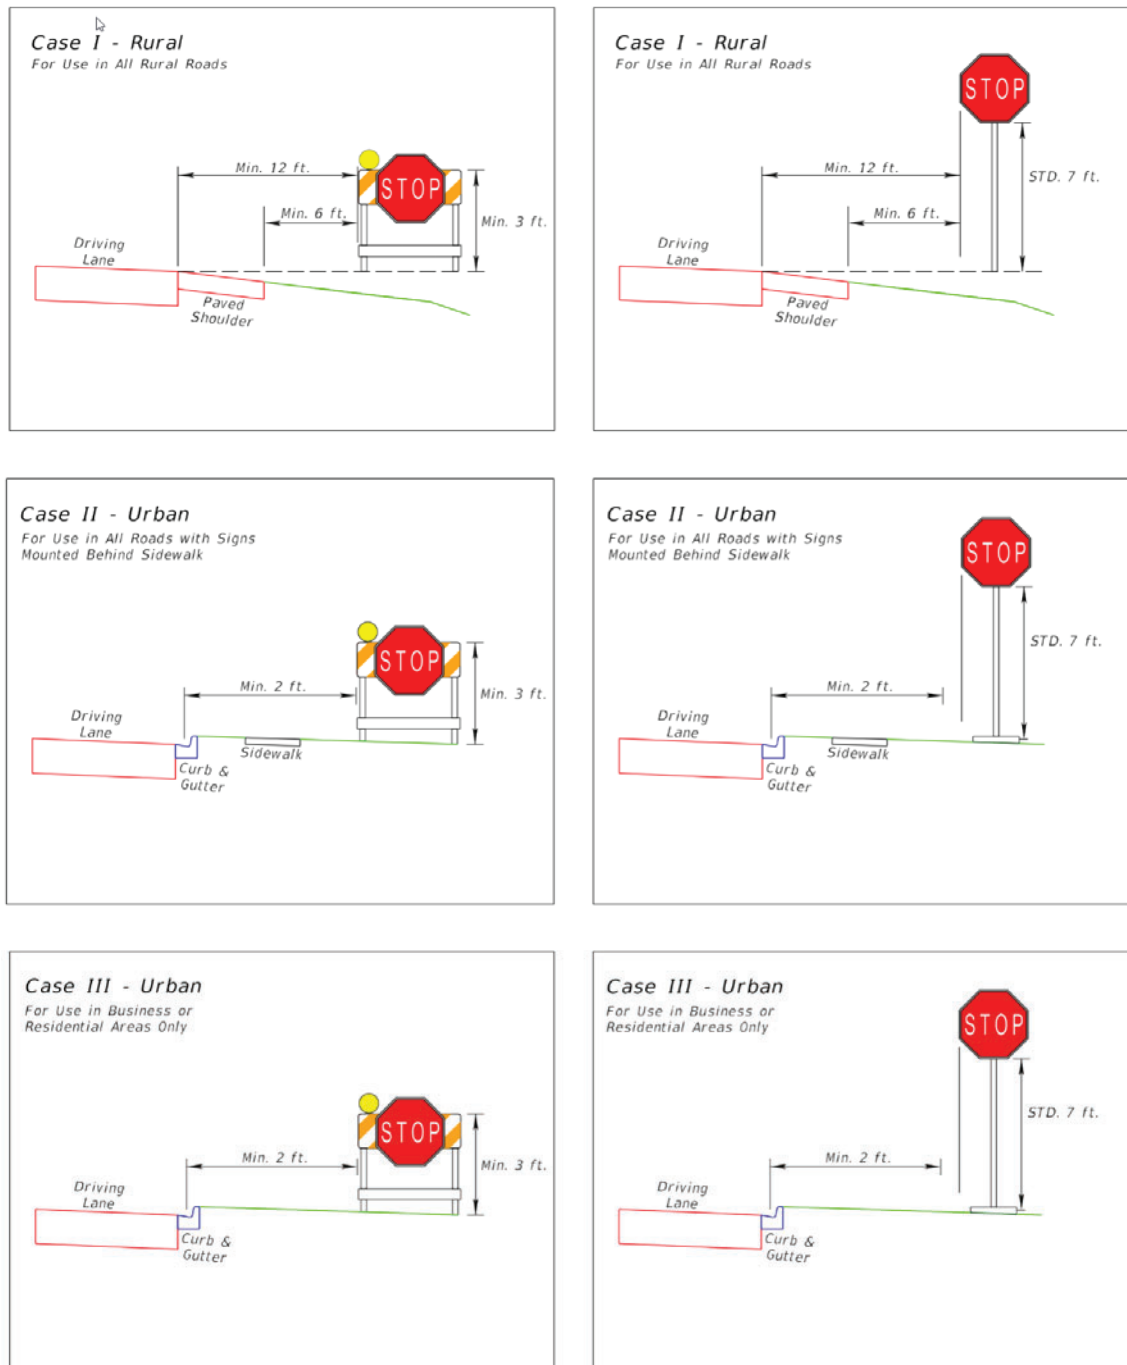 Case I - Rural
For Use in All Rural Roads
STOP
Min. 12 ft.
Min. 6 ft.
Min. 3 ft.
Driving
Lane
Paved
Shoulder
Case I - Rural
For Use in All Rural Roads
STOP
Min. 12 ft.
STD. 7 ft.
Min. 6 ft.
Driving
Lane
Paved
Shoulder
Case II - Urban
For Use in All Roads with Signs
Mounted Behind Sidewalk
STOP
Min. 2 ft.
Min. 3 ft.
Driving
Lane
Sidewalk
Curb &
Gutter
Case II - Urban
For Use in All Roads with Signs
Mounted Behind Sidewalk
STOP
STD. 7 ft.
Min. 2 ft.
Driving
Lane
Sidewalk
Curb &
Gutter
Case III - Urban
For Use in Business or
Residential Areas Only
STOP
Min. 2 ft.
Min. 3 ft.
Driving
Lane
Curb &
Gutter
Case III - Urban
For Use in Business or
Residential Areas Only
STOP
STD. 7 ft.
Min. 2 ft.
Driving
Lane
Curb &
Gutter